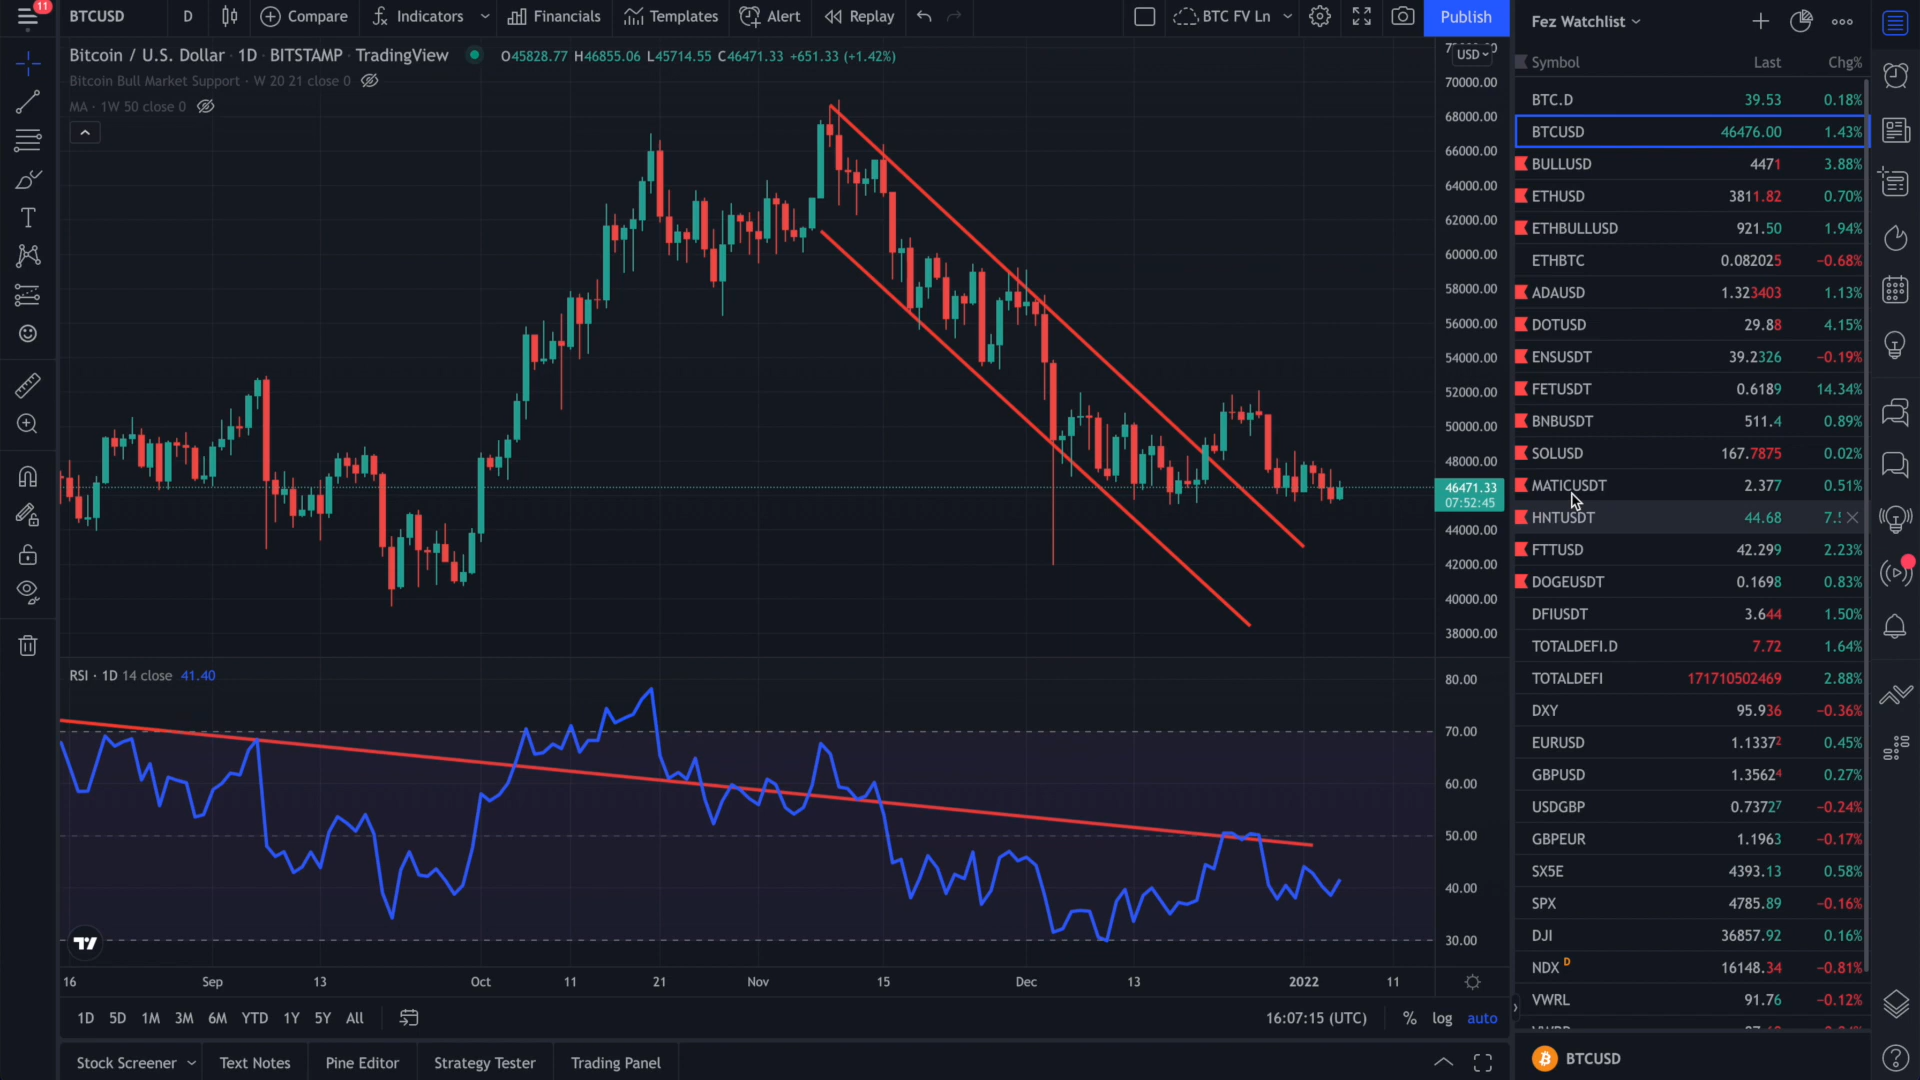 11
BTCUSD D Compare Indicators Financials Templates Alert Replay BTC FV Ln Publish
Bitcoin / U.S. Dollar · 1D · BITSTAMP · TradingView O45828.77 H46855.06 L45714.55 C46471.33 +651.33 (+1.42%)
Bitcoin Bull Market Support · W 20 21 close 0
MA · 1W 50 close 0
USD
70000.00
68000.00
66000.00
64000.00
62000.00
60000.00
58000.00
56000.00
54000.00
52000.00
50000.00
48000.00
46471.33
07:52:45
44000.00
42000.00
40000.00
38000.00
RSI · 1D 14 close 41.40
80.00
70.00
60.00
50.00
40.00
30.00
16 Sep 13 Oct 11 21 Nov 15 Dec 13 2022 11
1D 5D 1M 3M 6M YTD 1Y 5Y All 16:07:15 (UTC) % log auto
Stock Screener Text Notes Pine Editor Strategy Tester Trading Panel
Fez Watchlist
Symbol Last Chg%
BTC.D 39.53 0.18%
BTCUSD 46476.00 1.43%
BULLUSD 4471 3.88%
ETHUSD 3811.82 0.70%
ETHBULLUSD 921.50 1.94%
ETHBTC 0.082025 −0.68%
ADAUSD 1.323403 1.13%
DOTUSD 29.88 4.15%
ENSUSDT 39.2326 −0.19%
FETUSDT 0.6189 14.34%
BNBUSDT 511.4 0.89%
SOLUSD 167.7875 0.02%
MATICUSDT 2.377 0.51%
HNTUSDT 44.68
FTTUSD 42.299 2.23%
DOGEUSDT 0.1698 0.83%
DFIUSDT 3.644 1.50%
TOTALDEFI.D 7.72 1.64%
TOTALDEFI 171710502469 2.88%
DXY 95.936 −0.36%
EURUSD 1.13372 0.45%
GBPUSD 1.35624 0.27%
USDGBP 0.73727 −0.24%
GBPEUR 1.1963 −0.17%
SX5E 4393.13 0.58%
SPX 4785.89 −0.16%
DJI 36857.92 0.16%
NDX D 16148.34 −0.81%
VWRL 91.76 −0.12%
BTCUSD